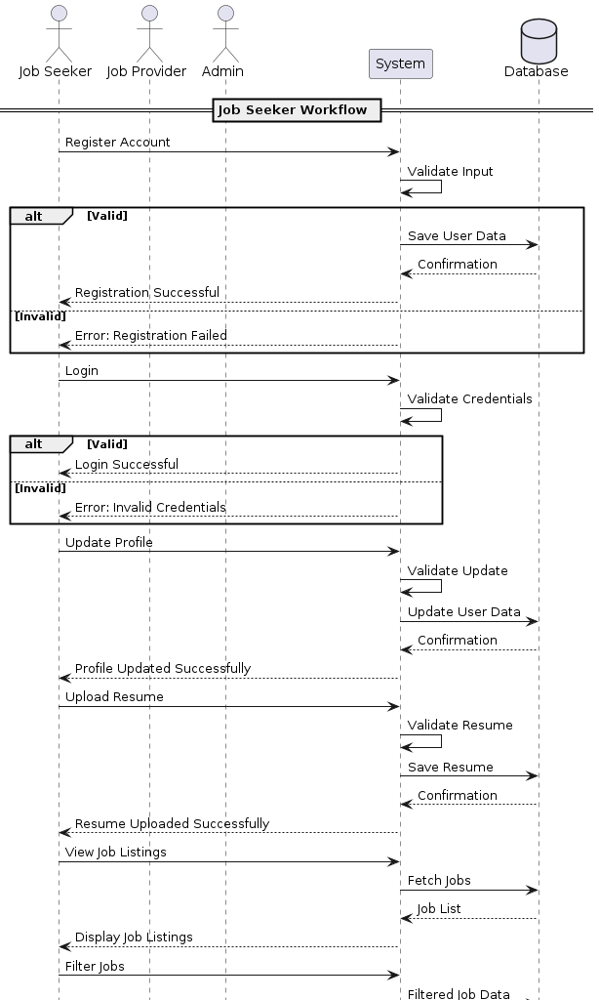 Job Seeker
Job Provider
Admin
System
Database
Job Seeker Workflow
Register Account
Validate Input
alt
[Valid]
Save User Data
Confirmation
Registration Successful
[Invalid]
Error: Registration Failed
Login
Validate Credentials
alt
[Valid]
Login Successful
[Invalid]
Error: Invalid Credentials
Update Profile
Validate Update
Update User Data
Confirmation
Profile Updated Successfully
Upload Resume
Validate Resume
Save Resume
Confirmation
Resume Uploaded Successfully
View Job Listings
Fetch Jobs
Job List
Display Job Listings
Filter Jobs
Filtered Job Data